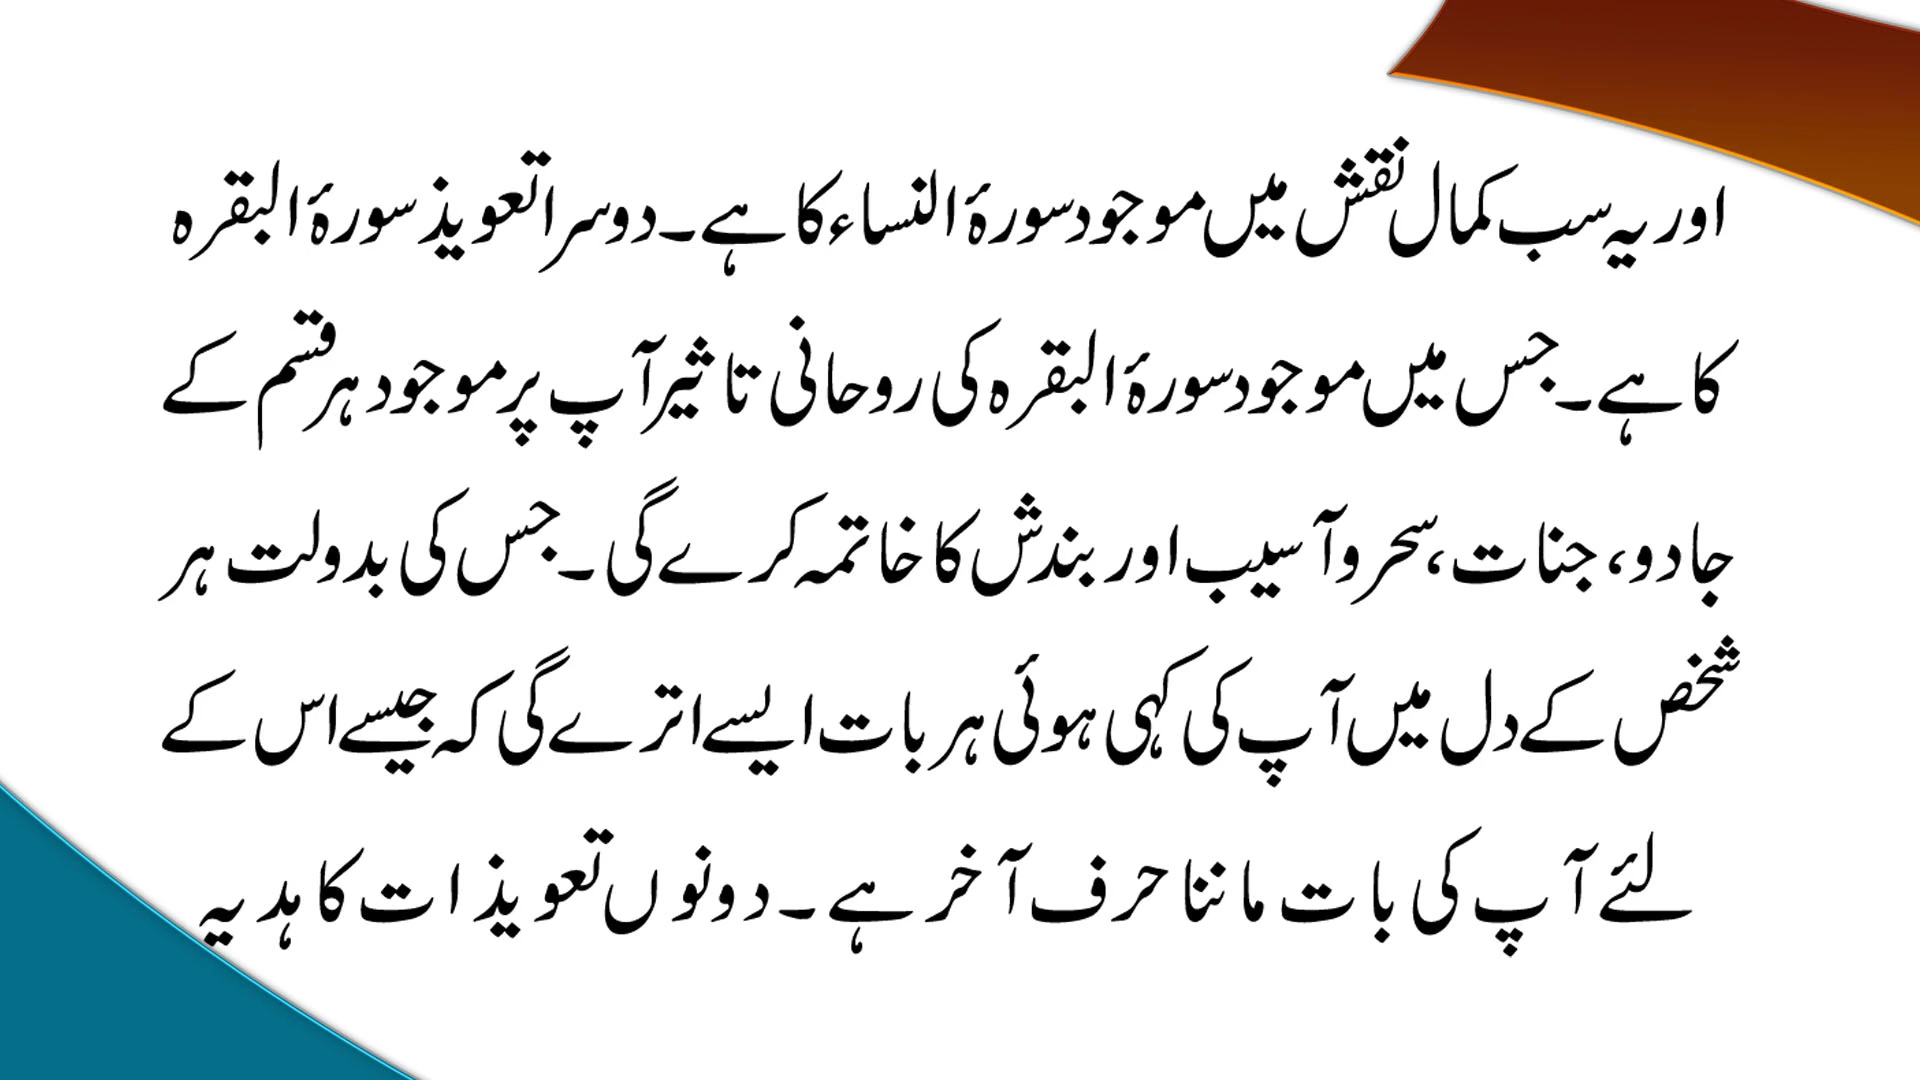 اور یہ سب کمال نقش میں موجود سورۂ النساء کا ہے۔ دوسرا تعویذ سورۂ البقرہ
کا ہے۔ جس میں موجود سورۂ البقرہ کی روحانی تاثیر آپ پر موجود ہر قسم کے
جادو، جنات، سحر و آسیب اور بندش کا خاتمہ کرے گی۔ جس کی بدولت ہر
شخص کے دل میں آپ کی کہی ہوئی ہر بات ایسے اترے گی کہ جیسے اس کے
لئے آپ کی بات ماننا حرف آخر ہے۔ دونوں تعویذات کا ہدیہ